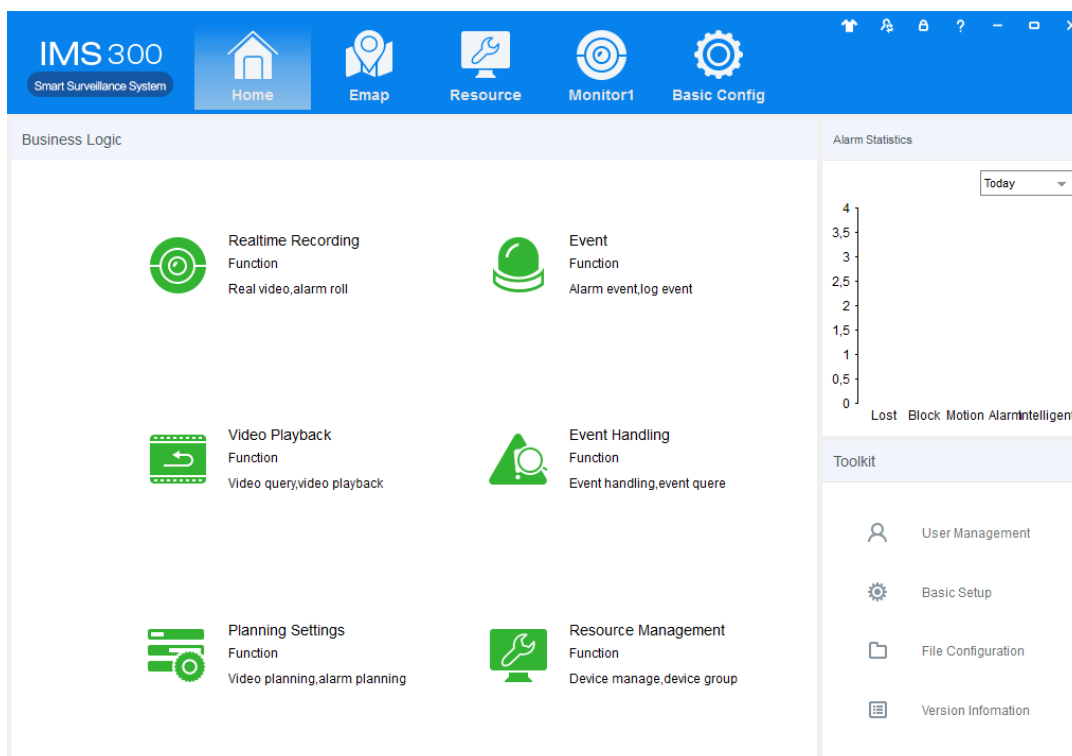 IMS 300
Smart Surveillance System
Home
Emap
Resource
Monitor1
Basic Config
?
Business Logic
Realtime Recording
Function
Real video,alarm roll
Event
Function
Alarm event,log event
Video Playback
Function
Video query,video playback
Event Handling
Function
Event handling,event quere
Planning Settings
Function
Video planning,alarm planning
Resource Management
Function
Device manage,device group
Alarm Statistics
Today
4
3,5
3
2,5
2
1,5
1
0,5
0
Lost Block Motion Alarm Intelligent
Toolkit
User Management
Basic Setup
File Configuration
Version Infomation